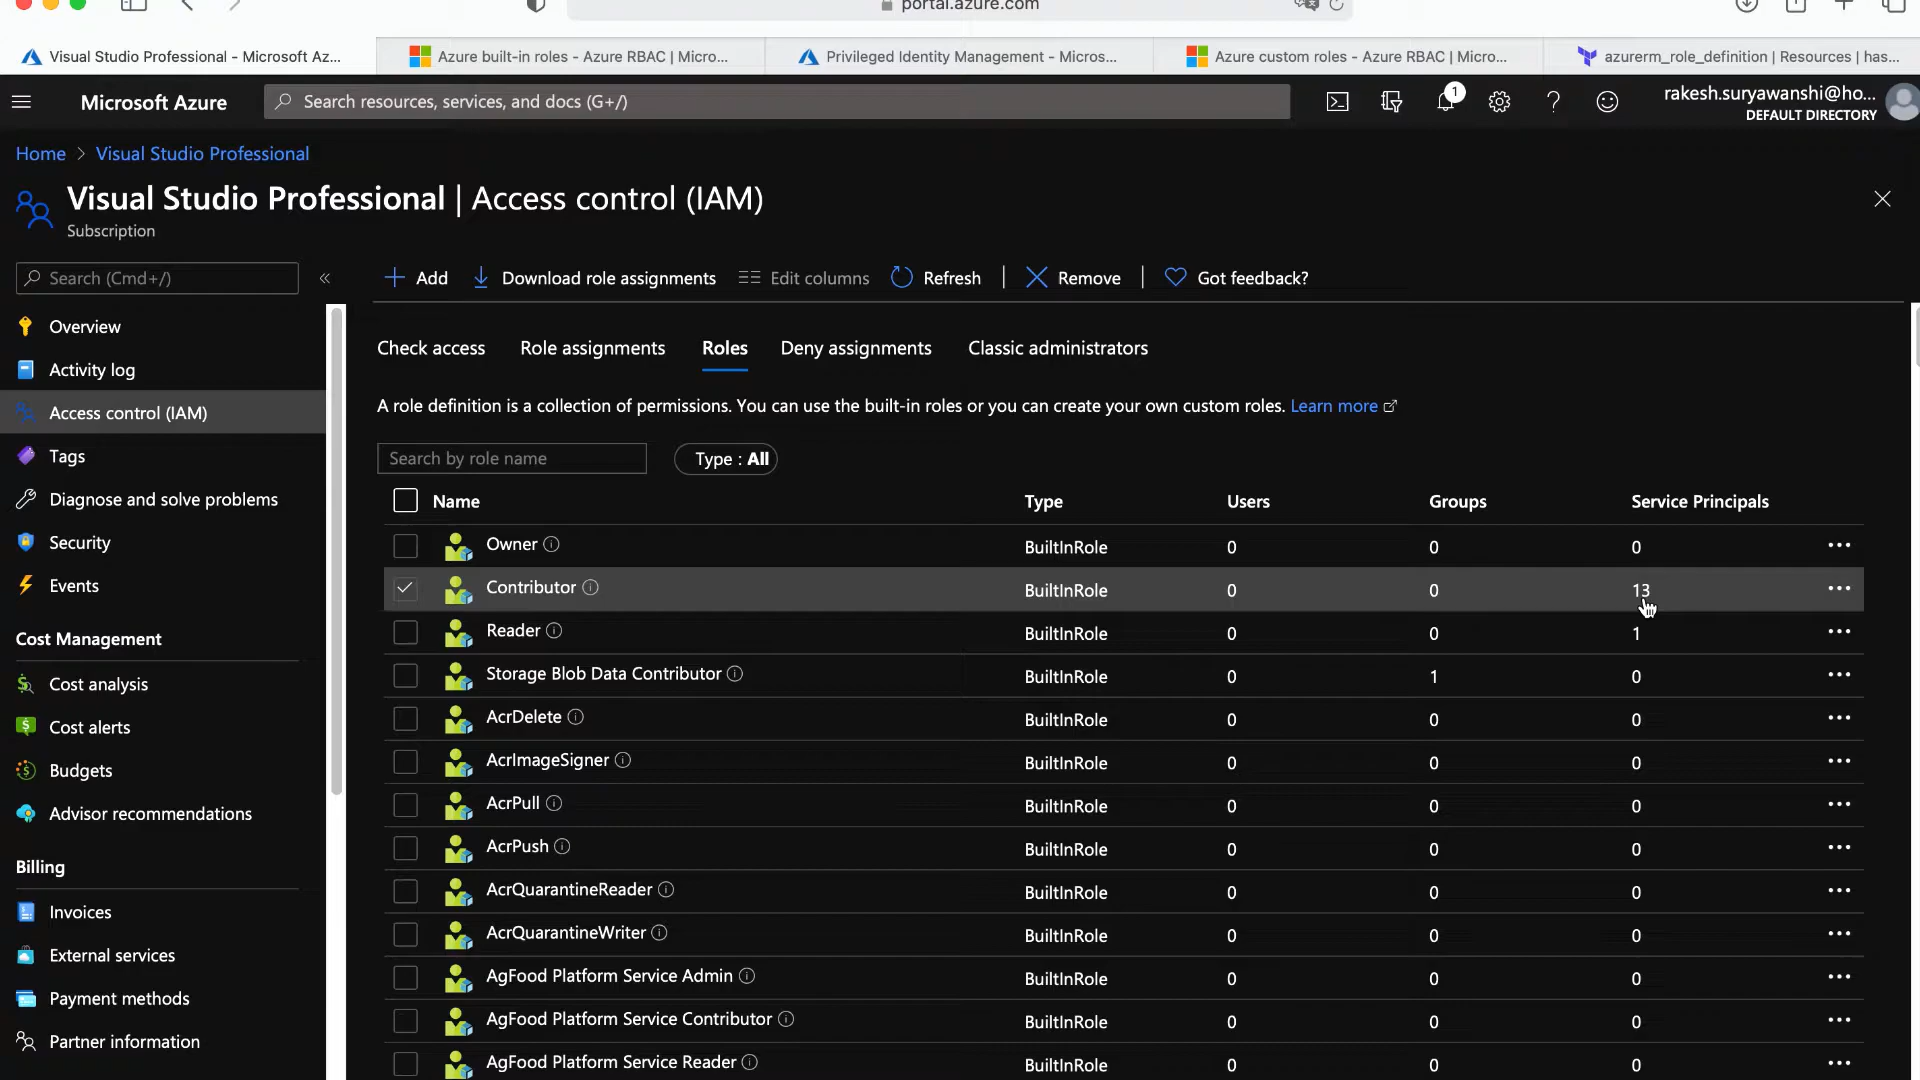 portal.azure.com
Visual Studio Professional - Microsoft Az...
Azure built-in roles - Azure RBAC | Micro...
Privileged Identity Management - Micros...
Azure custom roles - Azure RBAC | Micro...
azurerm_role_definition | Resources | has...
Microsoft Azure
Search resources, services, and docs (G+/)
1
rakesh.suryawanshi@ho...
DEFAULT DIRECTORY
Home > Visual Studio Professional
Visual Studio Professional | Access control (IAM)
Subscription
Search (Cmd+/)
«
Add
Download role assignments
Edit columns
Refresh
Remove
Got feedback?
Overview
Activity log
Access control (IAM)
Tags
Diagnose and solve problems
Security
Events
Cost Management
Cost analysis
Cost alerts
Budgets
Advisor recommendations
Billing
Invoices
External services
Payment methods
Partner information
Check access Role assignments Roles Deny assignments Classic administrators
A role definition is a collection of permissions. You can use the built-in roles or you can create your own custom roles. Learn more
Search by role name
Type : All
Name Type Users Groups Service Principals
Owner BuiltInRole 0 0 0 ...
Contributor BuiltInRole 0 0 13 ...
Reader BuiltInRole 0 0 1 ...
Storage Blob Data Contributor BuiltInRole 0 1 0 ...
AcrDelete BuiltInRole 0 0 0 ...
AcrImageSigner BuiltInRole 0 0 0 ...
AcrPull BuiltInRole 0 0 0 ...
AcrPush BuiltInRole 0 0 0 ...
AcrQuarantineReader BuiltInRole 0 0 0 ...
AcrQuarantineWriter BuiltInRole 0 0 0 ...
AgFood Platform Service Admin BuiltInRole 0 0 0 ...
AgFood Platform Service Contributor BuiltInRole 0 0 0 ...
AgFood Platform Service Reader BuiltInRole 0 0 0 ...